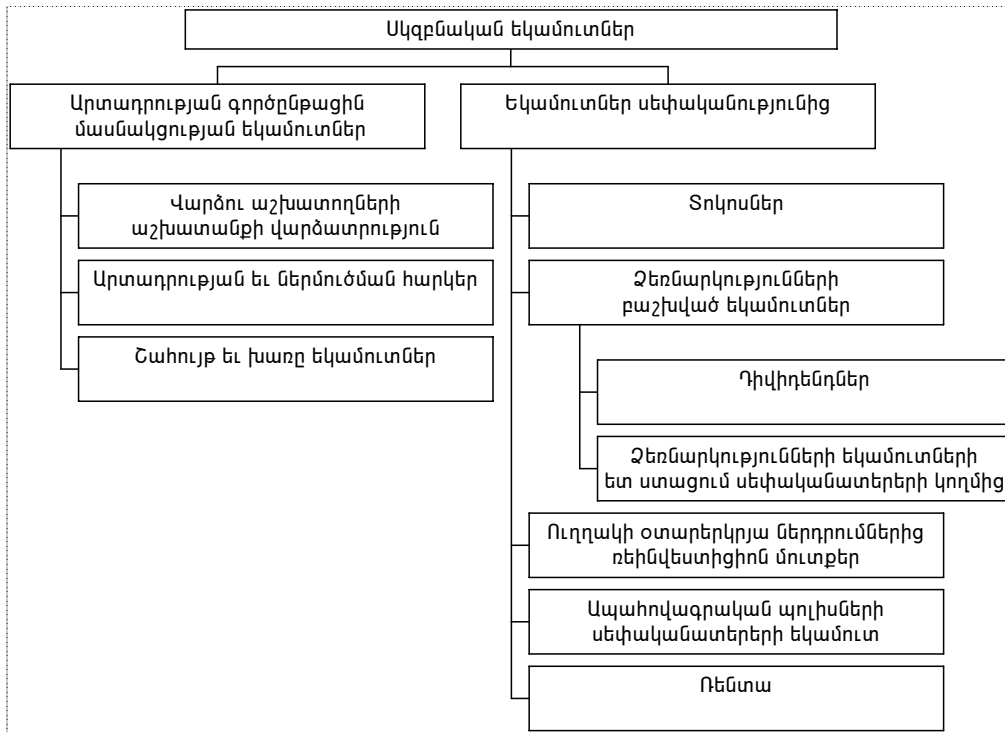 Սկզբնական եկամուտներ
Արտադրության գործընթացին
մասնակցության եկամուտներ
Եկամուտներ սեփականությունից
Վարձու աշխատողների
աշխատանքի վարձատրություն
Արտադրության եւ ներմուծման հարկեր
Շահույթ եւ խառը եկամուտներ
Տոկոսներ
Ձեռնարկությունների
բաշխված եկամուտներ
Դիվիդենդներ
Ձեռնարկությունների եկամուտների
ետ ստացում սեփականատերերի կողմից
Ուղղակի օտարերկրյա ներդրումներից
ռեինվեստիցիոն մուտքեր
Ապահովագրական պոլիսների
սեփականատերերի եկամուտ
Ռենտա